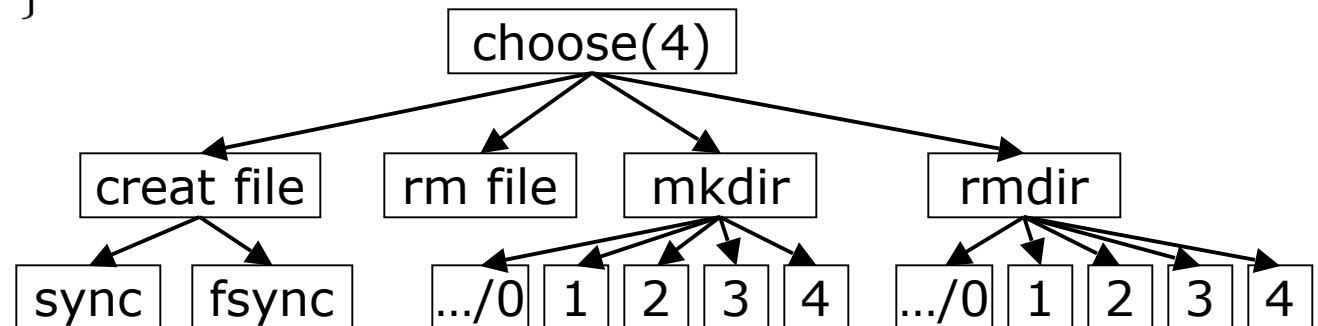 }
choose(4)
creat file rm file mkdir rmdir
sync fsync .../0 1 2 3 4 .../0 1 2 3 4